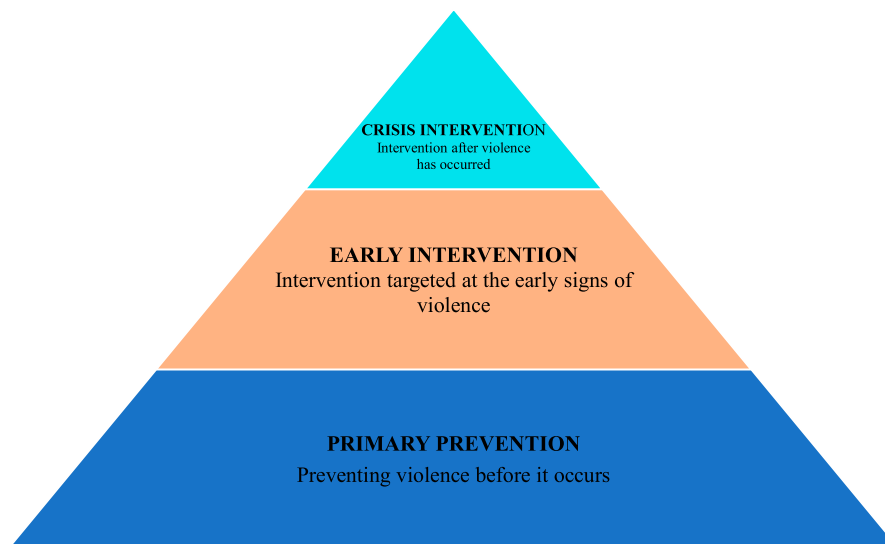 CRISIS INTERVENTION
Intervention after violence
has occurred
EARLY INTERVENTION
Intervention targeted at the early signs of
violence
PRIMARY PREVENTION
Preventing violence before it occurs